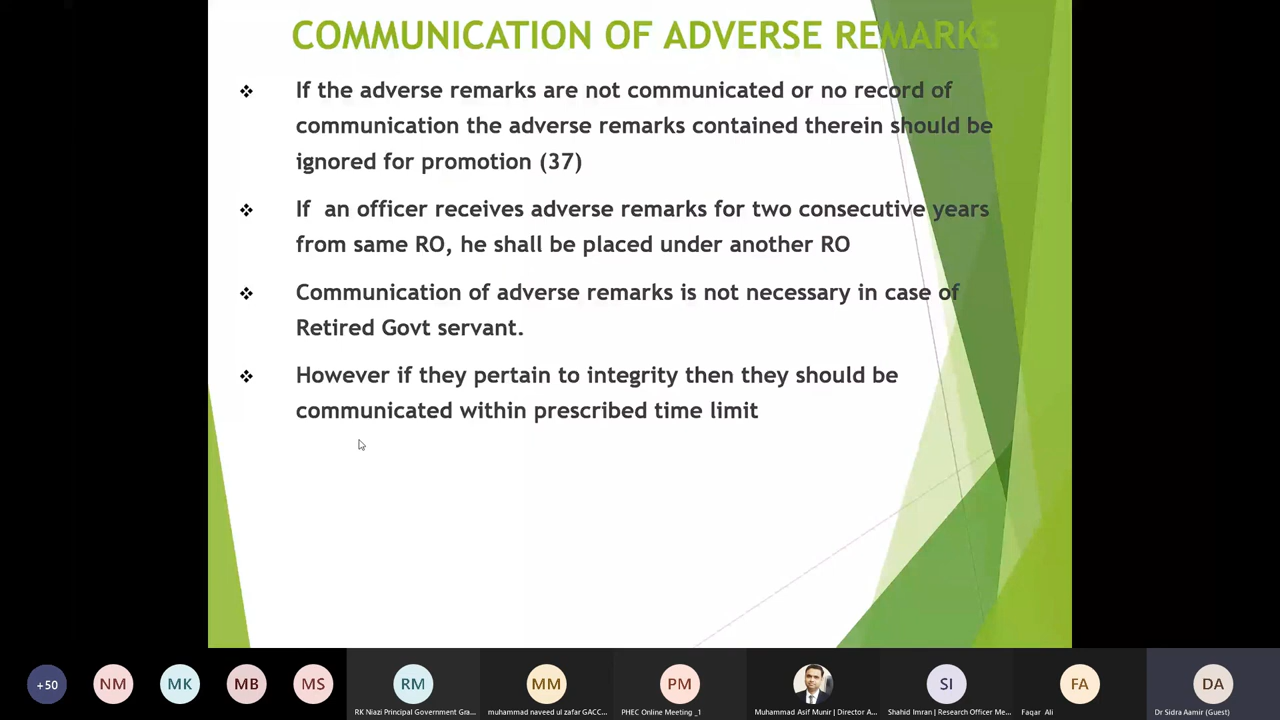 COMMUNICATION OF ADVERSE REMARKS
❖ If the adverse remarks are not communicated or no record of
communication the adverse remarks contained therein should be
ignored for promotion (37)
❖ If an officer receives adverse remarks for two consecutive years
from same RO, he shall be placed under another RO
❖ Communication of adverse remarks is not necessary in case of
Retired Govt servant.
❖ However if they pertain to integrity then they should be
communicated within prescribed time limit
+50 NM MK MB MS RM MM PM SI FA DA
RK Niazi Principal Government Gra... muhammad naveed ul zafar GACC... PHEC Online Meeting _1 Muhammad Asif Munir | Director A... Shahid Imran | Research Officer Me... Faqar Ali Dr Sidra Aamir (Guest)